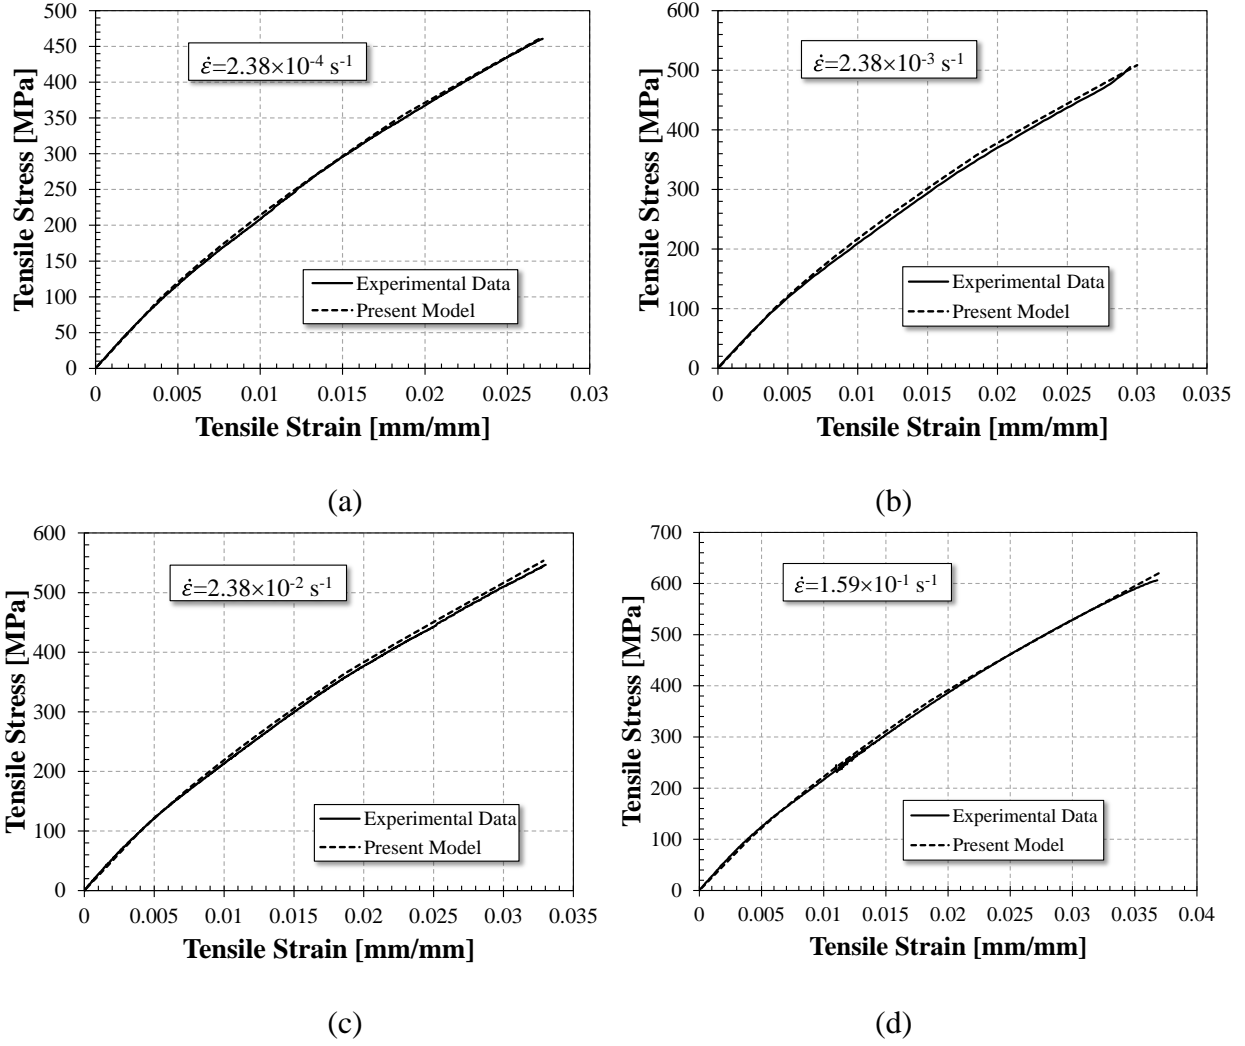 500
450
400
350
300
250
200
150
100
50
0
Tensile Stress [MPa]
ε̇=2.38×10⁻⁴ s⁻¹
Experimental Data
Present Model
0 0.005 0.01 0.015 0.02 0.025 0.03
Tensile Strain [mm/mm]
(a)
600
500
400
300
200
100
0
Tensile Stress [MPa]
ε̇=2.38×10⁻³ s⁻¹
Experimental Data
Present Model
0 0.005 0.01 0.015 0.02 0.025 0.03 0.035
Tensile Strain [mm/mm]
(b)
600
500
400
300
200
100
0
Tensile Stress [MPa]
ε̇=2.38×10⁻² s⁻¹
Experimental Data
Present Model
0 0.005 0.01 0.015 0.02 0.025 0.03 0.035
Tensile Strain [mm/mm]
(c)
700
600
500
400
300
200
100
0
Tensile Stress [MPa]
ε̇=1.59×10⁻¹ s⁻¹
Experimental Data
Present Model
0 0.005 0.01 0.015 0.02 0.025 0.03 0.035 0.04
Tensile Strain [mm/mm]
(d)